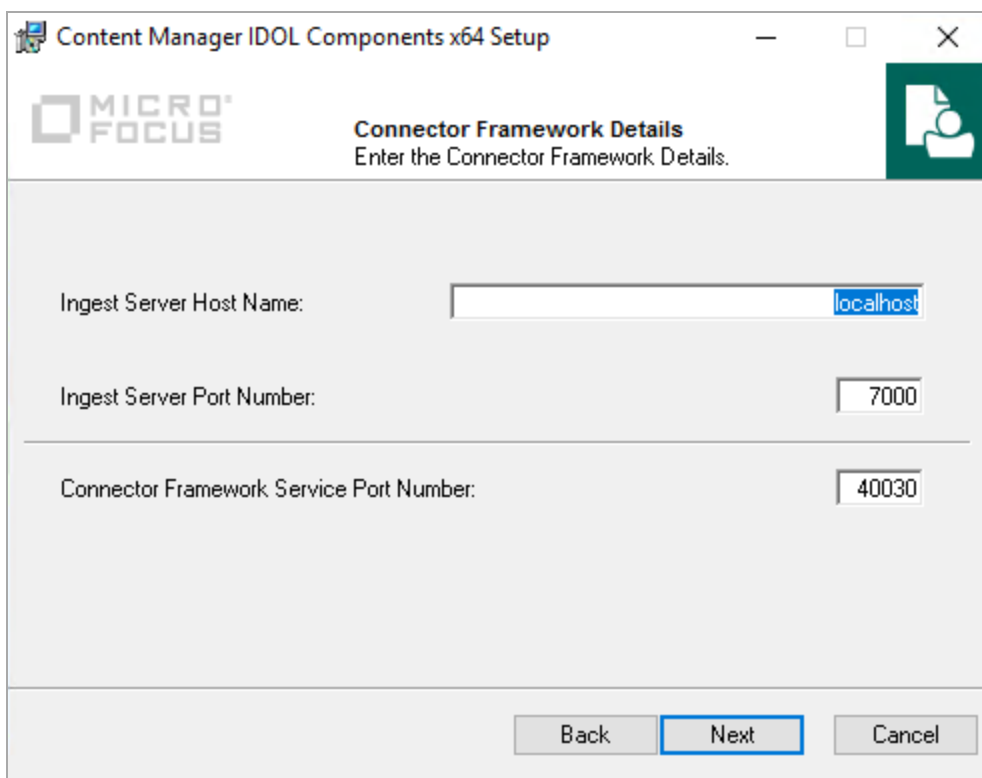 Content Manager IDOL Components x64 Setup
MICRO
FOCUS
Connector Framework Details
Enter the Connector Framework Details.
Ingest Server Host Name:
localhost
Ingest Server Port Number:
7000
Connector Framework Service Port Number:
40030
Back
Next
Cancel